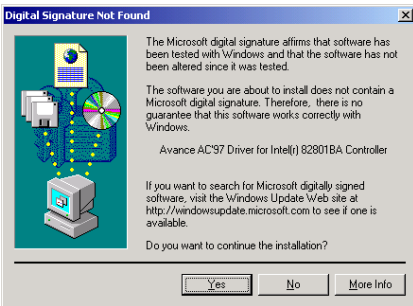 Digital Signature Not Found
The Microsoft digital signature affirms that software has
been tested with Windows and that the software has not
been altered since it was tested.
The software you are about to install does not contain a
Microsoft digital signature. Therefore, there is no
guarantee that this software works correctly with
Windows.
Avance AC'97 Driver for Intel(r) 82801BA Controller
If you want to search for Microsoft digitally signed
software, visit the Windows Update Web site at
http://windowsupdate.microsoft.com to see if one is
available.
Do you want to continue the installation?
Yes No More Info